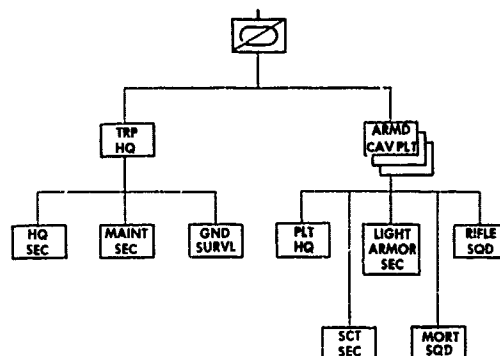 TRP
HQ
ARMD
CAV PLT
HQ
SEC
MAINT
SEC
GND
SURVL
PLT
HQ
LIGHT
ARMOR
SEC
RIFLE
SQD
SCT
SEC
MORT
SQD